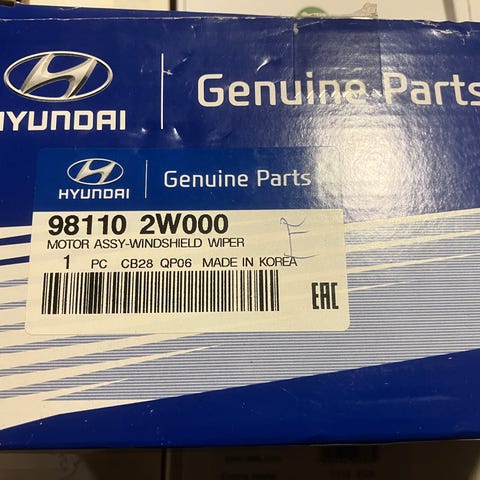 HYUNDAI
Genuine Parts
HYUNDAI
Genuine Parts
98110 2W000
MOTOR ASSY-WINDSHIELD WIPER
1 PC CB28 QP06 MADE IN KOREA
EAC